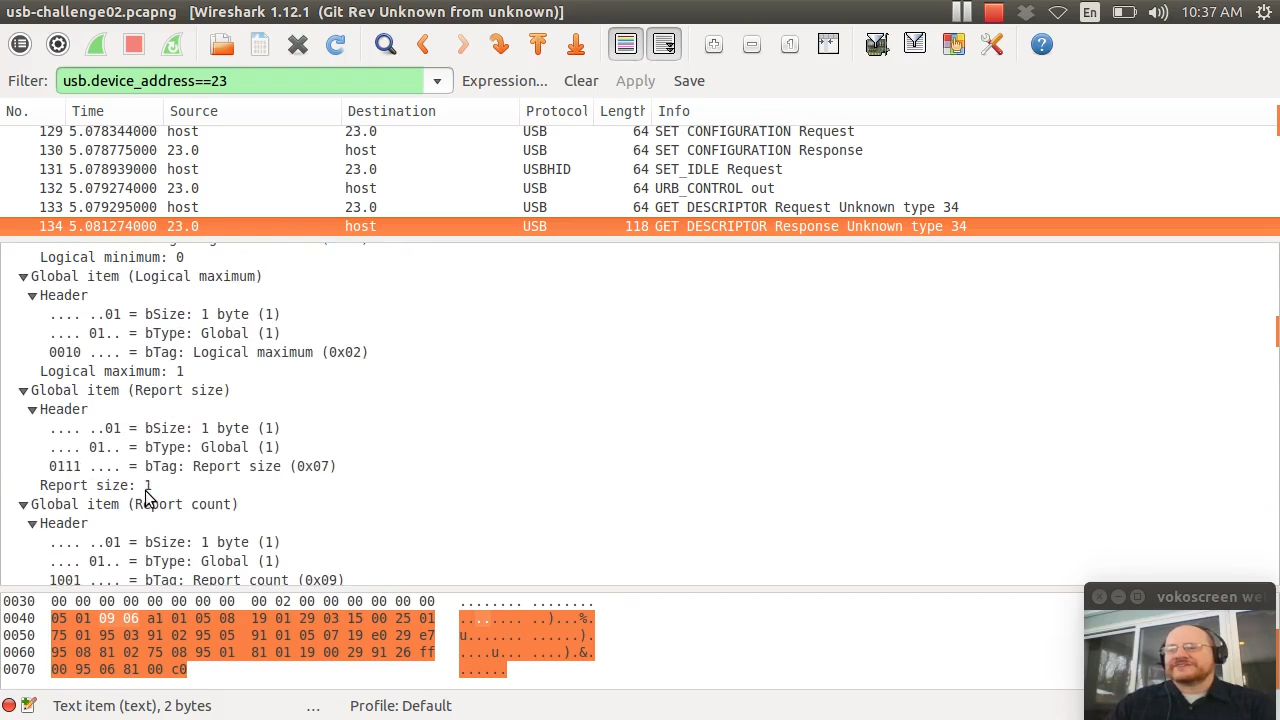 usb-challenge02.pcapng [Wireshark 1.12.1 (Git Rev Unknown from unknown)] En 10:37 AM
Filter: usb.device_address==23 Expression... Clear Apply Save
No. Time Source Destination Protocol Length Info
129 5.078344000 host 23.0 USB 64 SET CONFIGURATION Request
130 5.078775000 23.0 host USB 64 SET CONFIGURATION Response
131 5.078939000 host 23.0 USBHID 64 SET_IDLE Request
132 5.079274000 23.0 host USB 64 URB_CONTROL out
133 5.079295000 host 23.0 USB 64 GET DESCRIPTOR Request Unknown type 34
134 5.081274000 23.0 host USB 118 GET DESCRIPTOR Response Unknown type 34
Logical minimum: 0
Global item (Logical maximum)
Header
.... ..01 = bSize: 1 byte (1)
.... 01.. = bType: Global (1)
0010 .... = bTag: Logical maximum (0x02)
Logical maximum: 1
Global item (Report size)
Header
.... ..01 = bSize: 1 byte (1)
.... 01.. = bType: Global (1)
0111 .... = bTag: Report size (0x07)
Report size: 1
Global item (Report count)
Header
.... ..01 = bSize: 1 byte (1)
.... 01.. = bType: Global (1)
1001 .... = bTag: Report count (0x09)
0030 00 00 00 00 00 00 00 00 00 02 00 00 00 00 00 00 ........ .......
0040 05 01 09 06 a1 01 05 08 19 01 29 03 15 00 25 01 ........ ..)...%.
0050 75 01 95 03 91 02 95 05 91 01 05 07 19 e0 29 e7 u....... ......).
0060 95 08 81 02 75 08 95 01 81 01 19 00 29 91 26 ff ....u... ....).&.
0070 00 95 06 81 00 c0 ......
vokoscreen we
Text item (text), 2 bytes ... Profile: Default